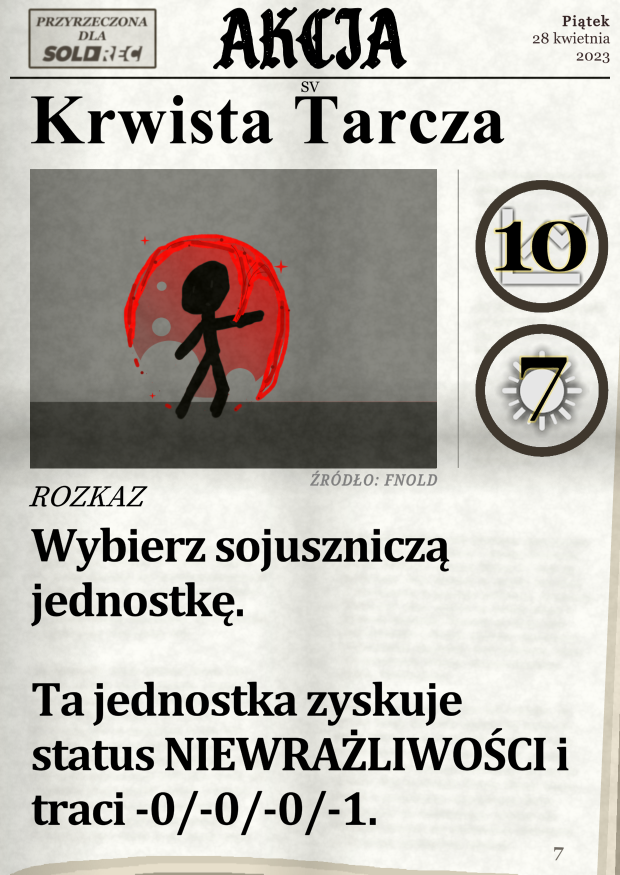 PRZYRZECZONA
DLA
SOLDREC
AKCJA
Piątek
28 kwietnia
2023
SV
Krwista Tarcza
10
7
ŹRÓDŁO: FNOLD
ROZKAZ
Wybierz sojuszniczą
jednostkę.
Ta jednostka zyskuje
status NIEWRAŻLIWOŚCI i
traci -0/-0/-0/-1.
7